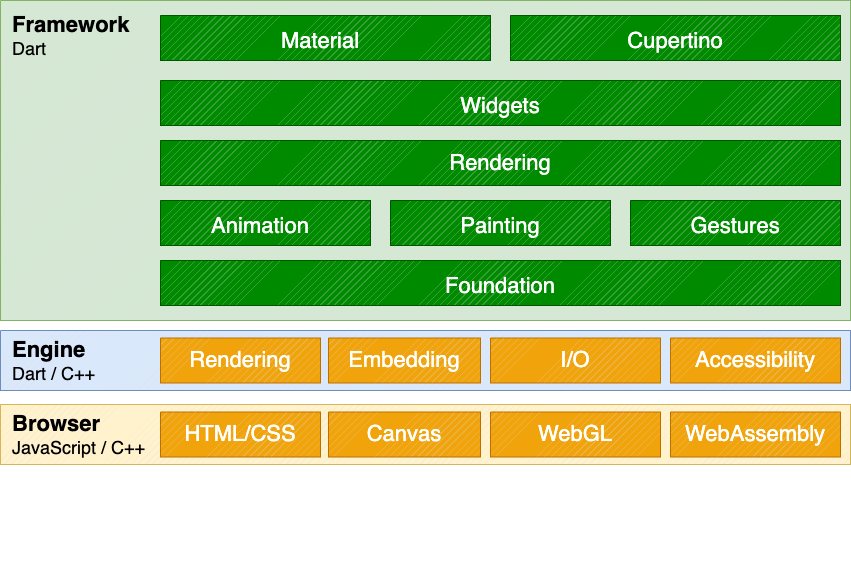 Framework
Dart
Material
Cupertino
Widgets
Rendering
Animation
Painting
Gestures
Foundation
Engine
Dart / C++
Rendering
Embedding
I/O
Accessibility
Browser
JavaScript / C++
HTML/CSS
Canvas
WebGL
WebAssembly